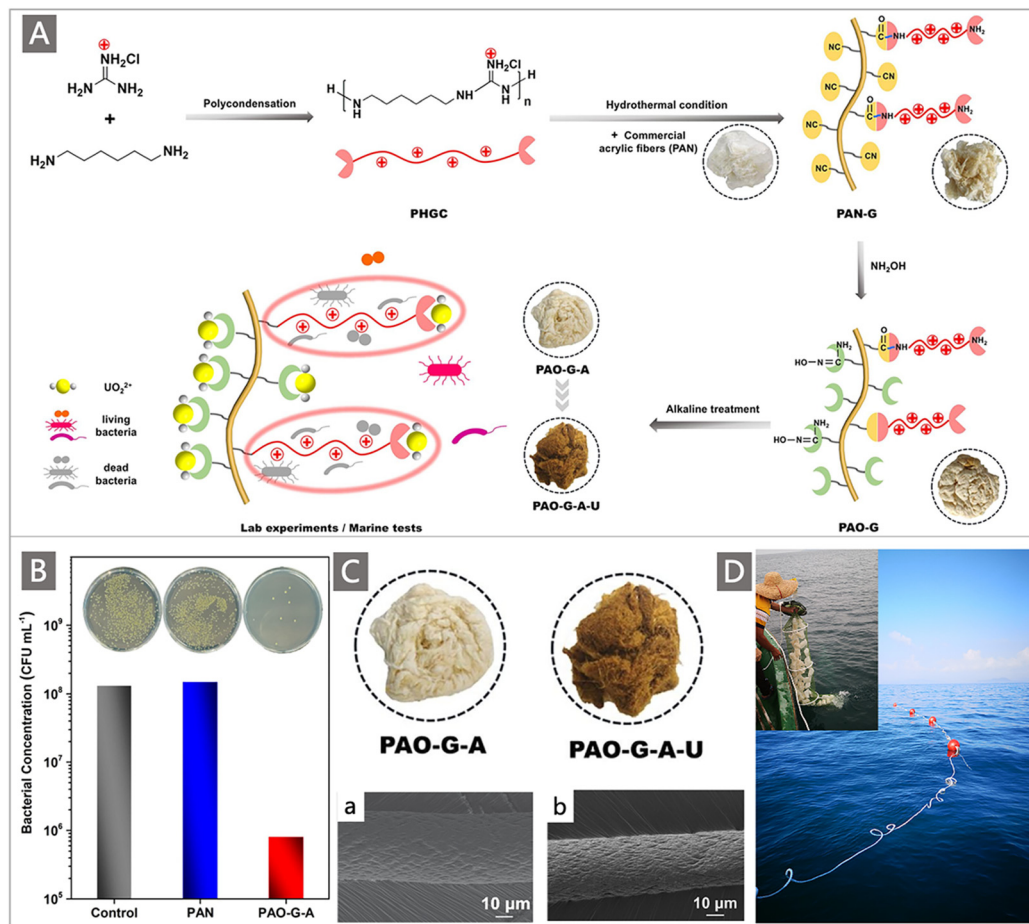 A
NH₂Cl
H₂N
NH₂
+
H₂N
NH₂
Polycondensation
NH₂Cl
H
N
H
NH
N
H
H
n
PHGC
Hydrothermal condition
+ Commercial
acrylic fibers (PAN)
O
C
NH
NH₂
NC
CN
NC
O
C
NH
NH₂
NC
CN
NC
PAN-G
NH₂OH
O
C
NH
NH₂
NH₂
HO
N
NH₂
HO
N
PAO-G
Alkaline treatment
PAO-G-A
PAO-G-A-U
UO₂²⁺
living
bacteria
dead
bacteria
Lab experiments / Marine tests
B
Bacterial Concentration (CFU mL⁻¹)
10⁹
10⁸
10⁷
10⁶
10⁵
Control
PAN
PAO-G-A
C
PAO-G-A
PAO-G-A-U
a
10 μm
b
10 μm
D